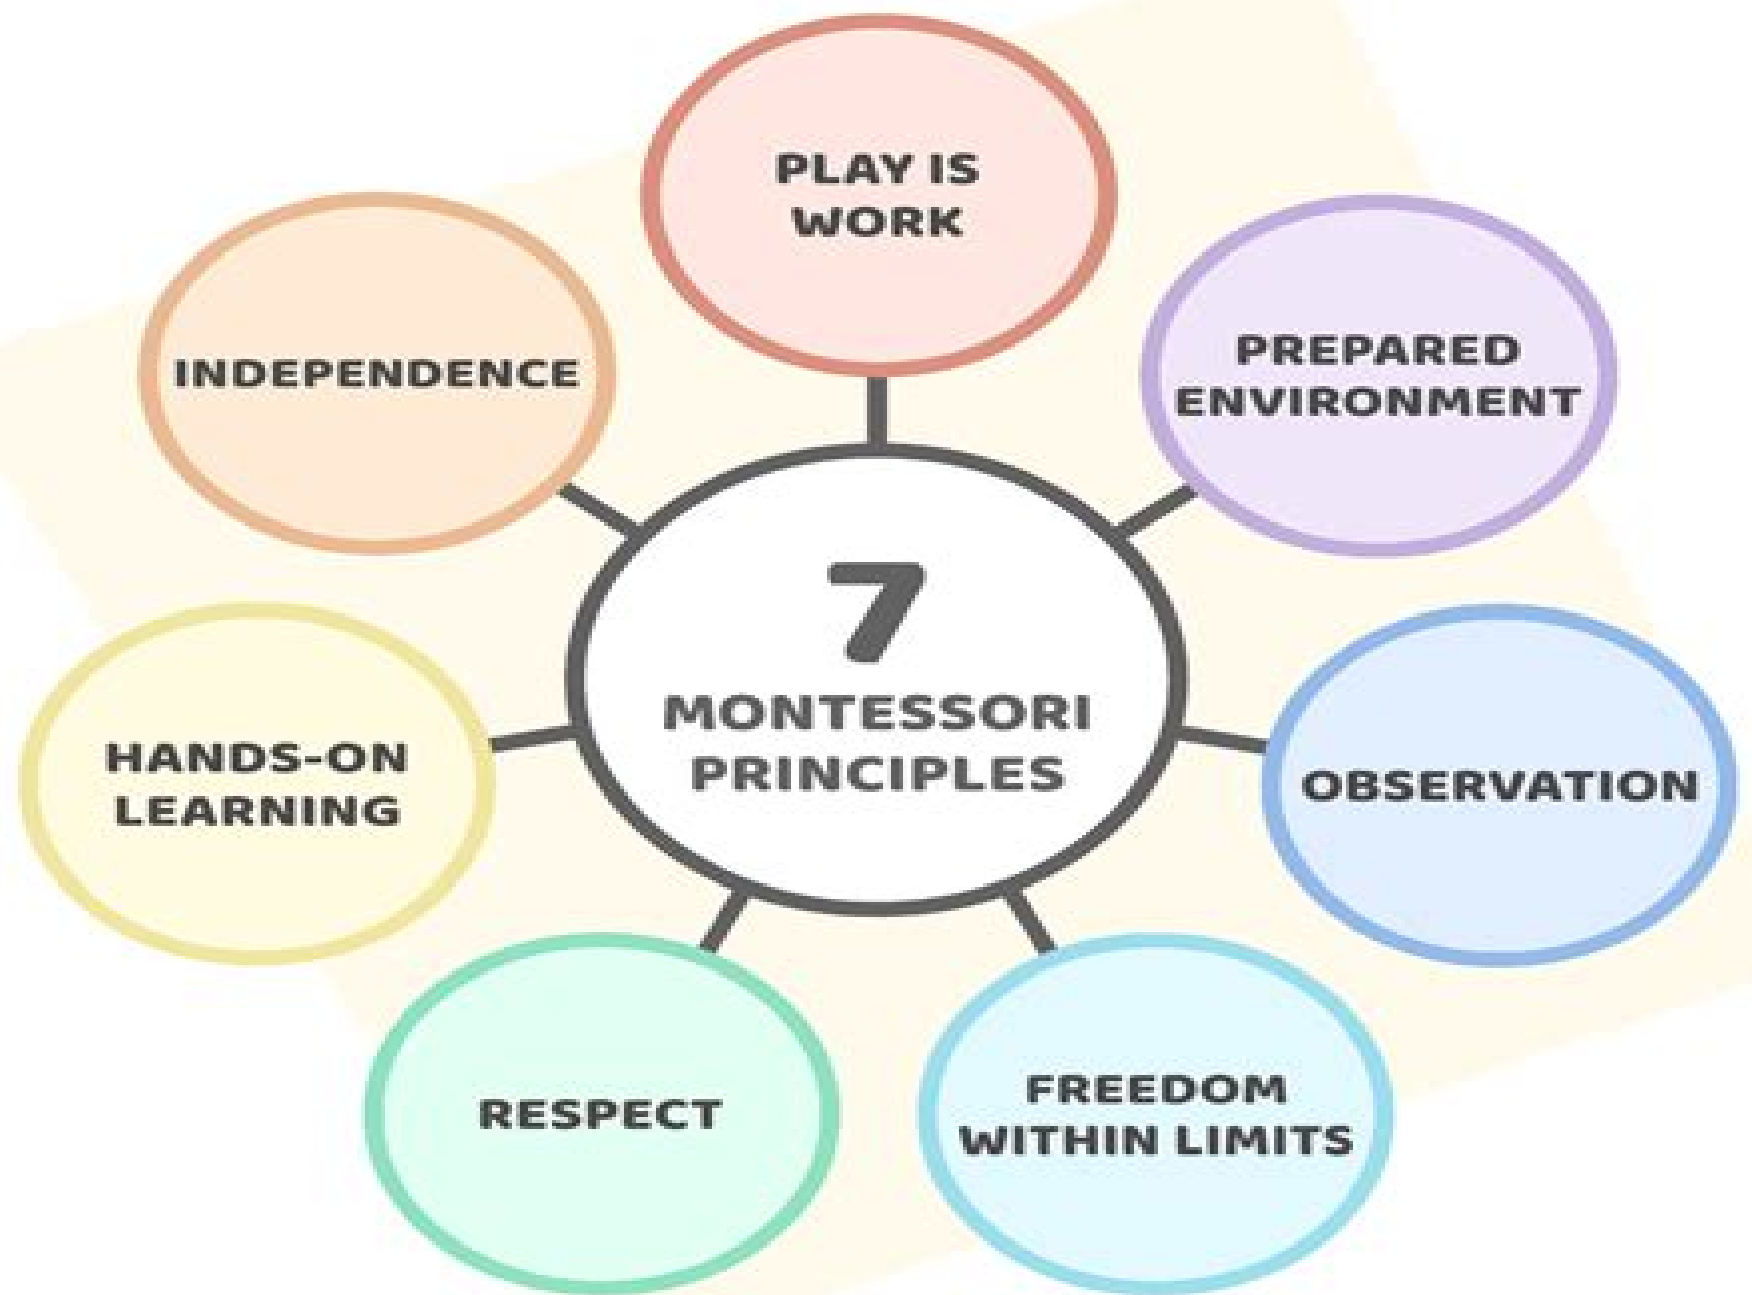 PLAY IS
WORK
PREPARED
ENVIRONMENT
OBSERVATION
FREEDOM
WITHIN LIMITS
RESPECT
HANDS-ON
LEARNING
INDEPENDENCE
7
MONTESSORI
PRINCIPLES